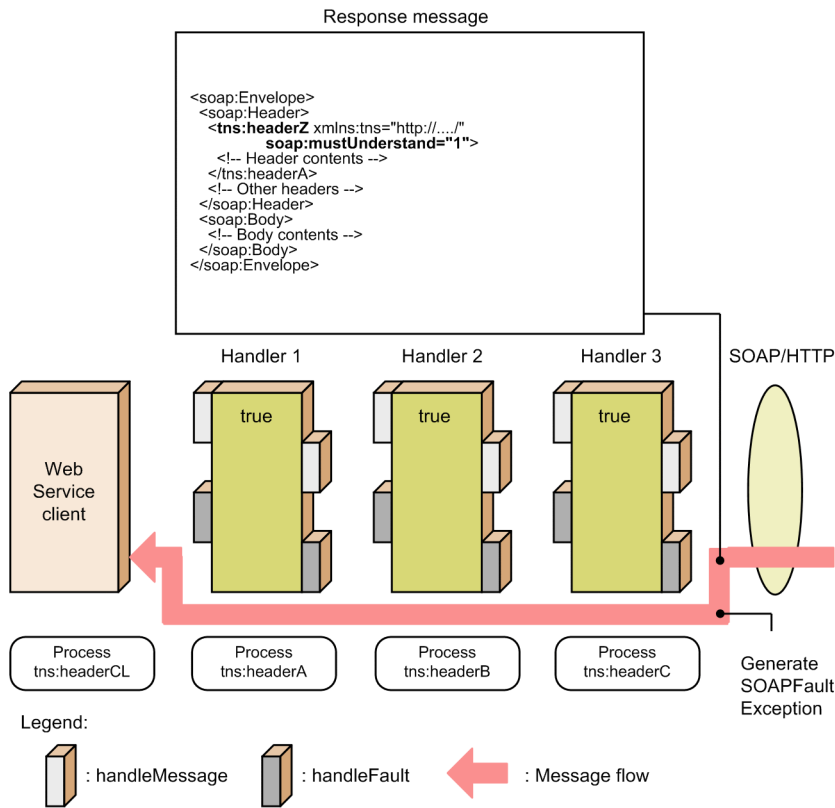 Response message
<soap:Envelope>
<soap:Header>
<tns:headerZ xmlns:tns="http://..../"
soap:mustUnderstand="1">
<!-- Header contents -->
</tns:headerA>
<!-- Other headers -->
</soap:Header>
<soap:Body>
<!-- Body contents -->
</soap:Body>
</soap:Envelope>
Handler 1
Handler 2
Handler 3
SOAP/HTTP
true
true
true
Web
Service
client
Process
tns:headerCL
Process
tns:headerA
Process
tns:headerB
Process
tns:headerC
Generate
SOAPFault
Exception
Legend:
: handleMessage
: handleFault
: Message flow